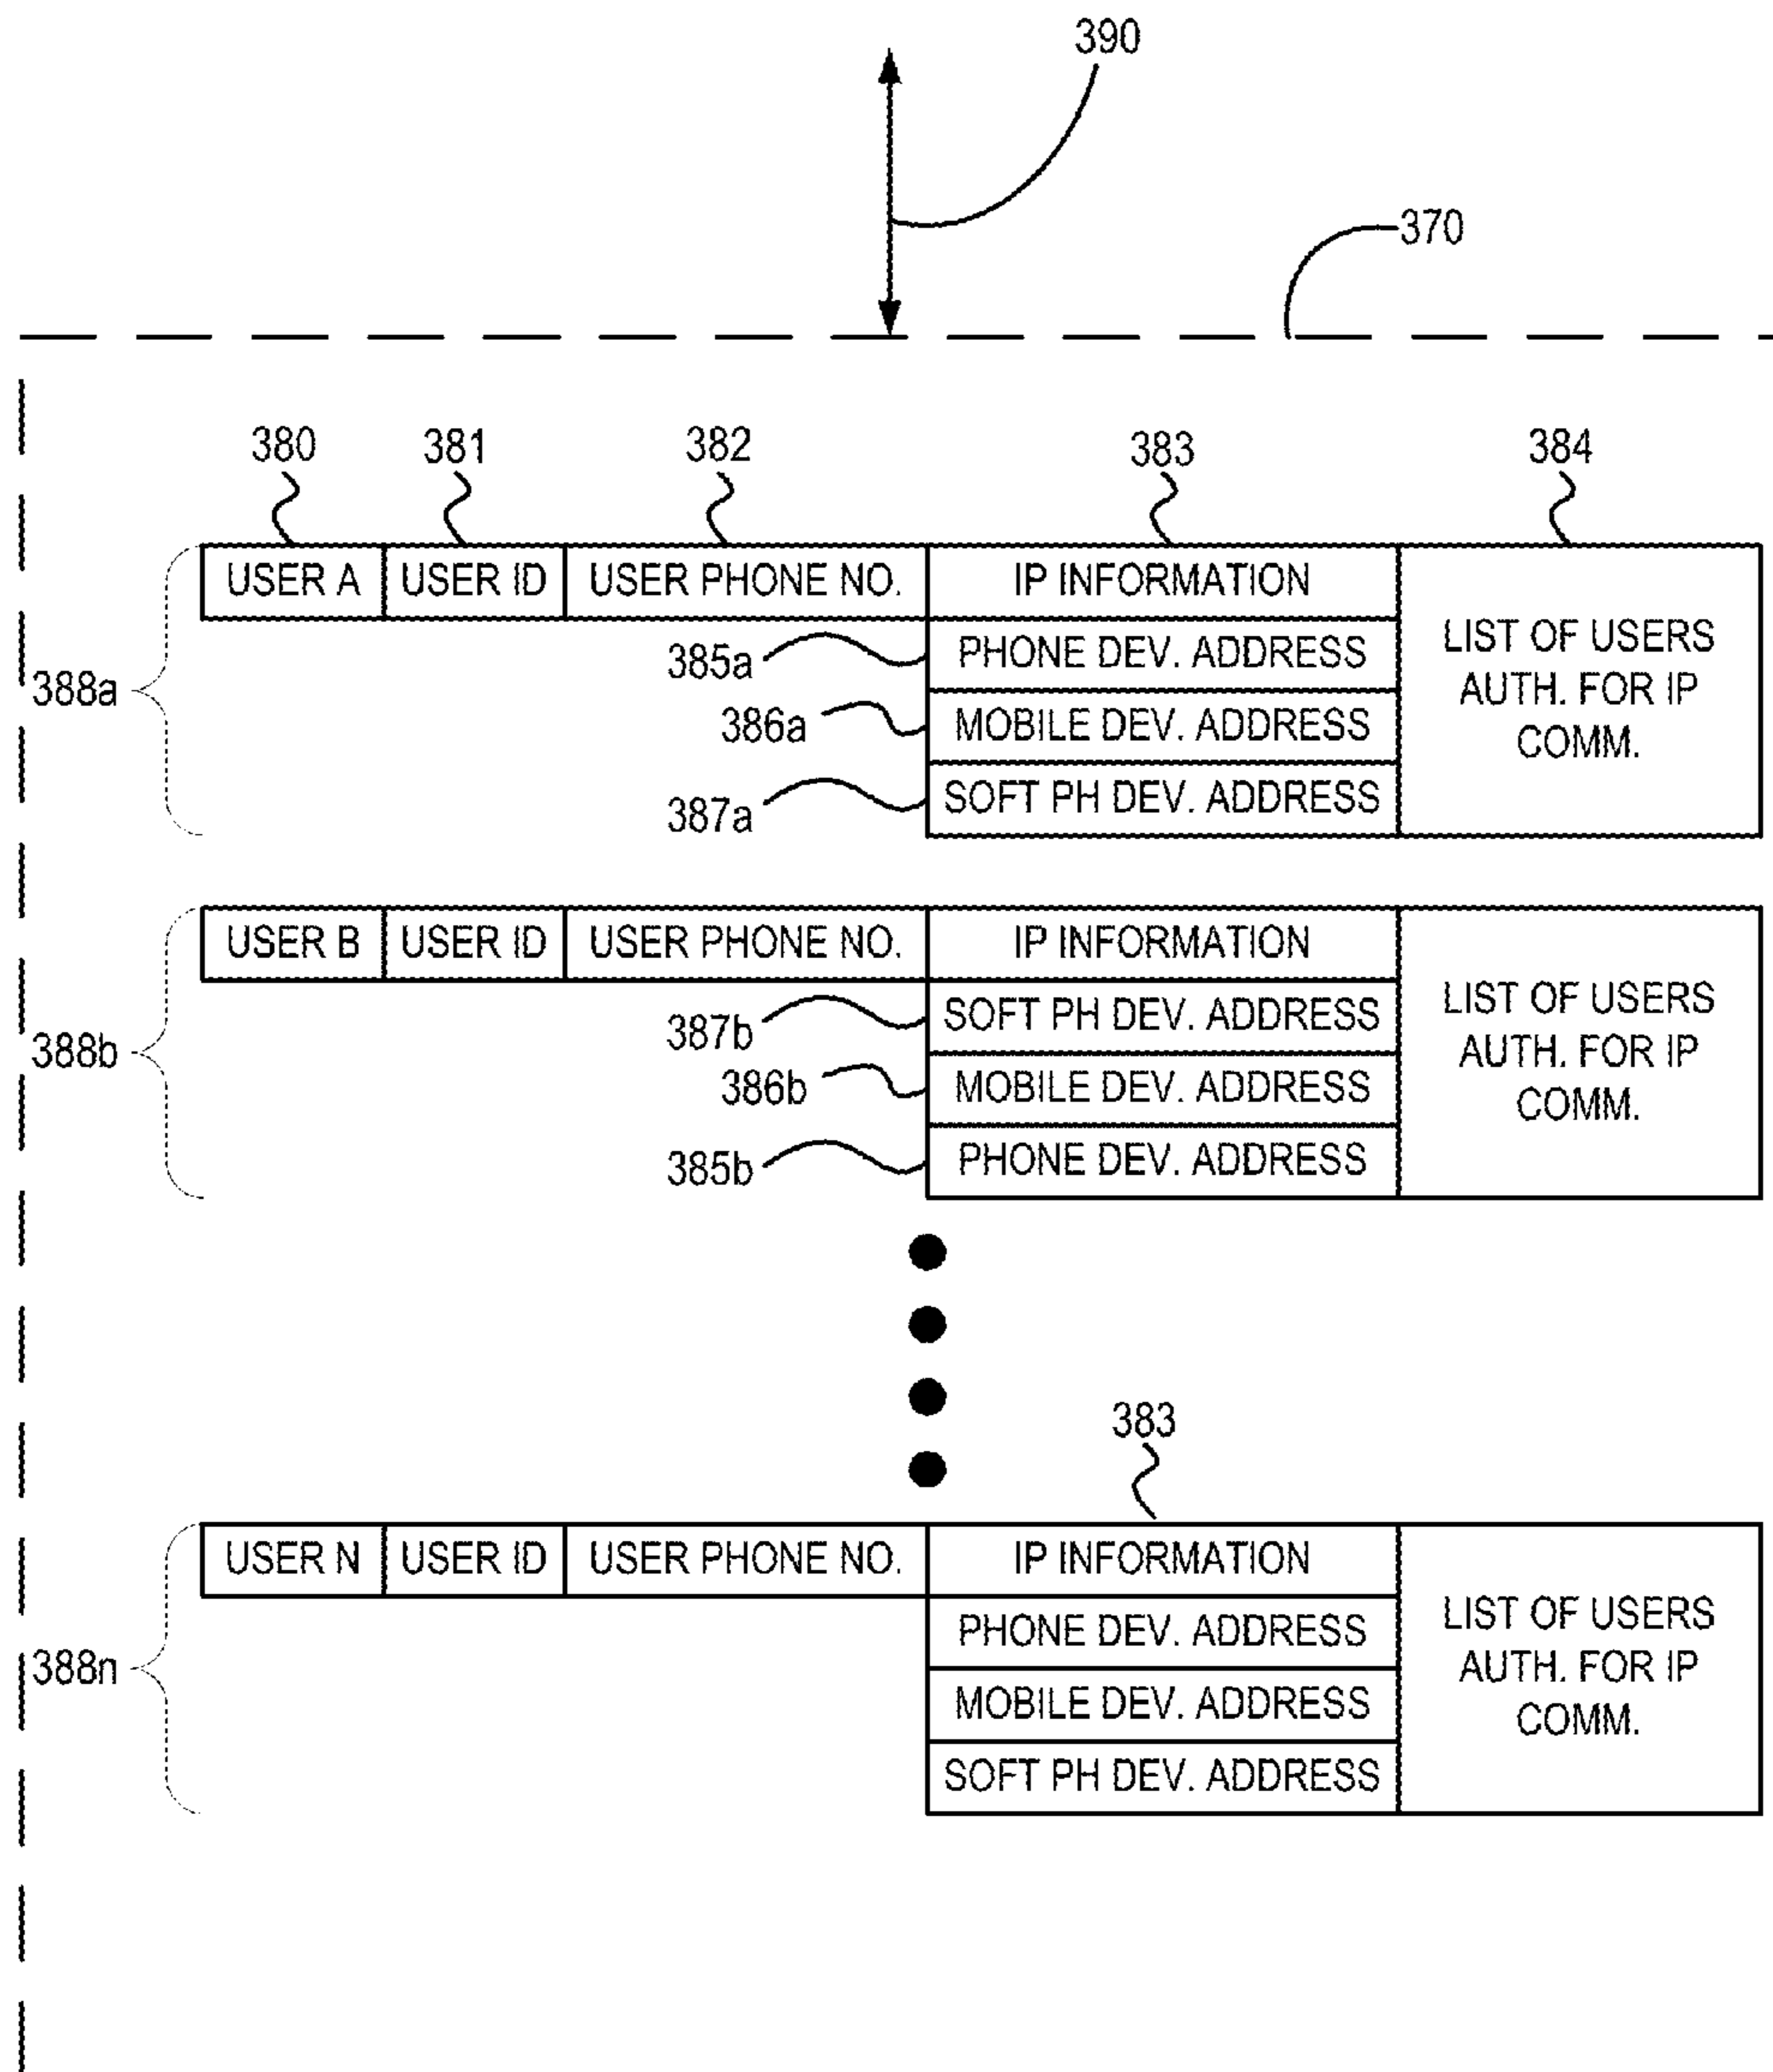 390
370
380 381 382 383 384
USER A USER ID USER PHONE NO. IP INFORMATION
385a PHONE DEV. ADDRESS
388a
386a MOBILE DEV. ADDRESS
387a SOFT PH DEV. ADDRESS
LIST OF USERS
AUTH. FOR IP
COMM.
USER B USER ID USER PHONE NO. IP INFORMATION
387b SOFT PH DEV. ADDRESS
388b
386b MOBILE DEV. ADDRESS
385b PHONE DEV. ADDRESS
LIST OF USERS
AUTH. FOR IP
COMM.
383
USER N USER ID USER PHONE NO. IP INFORMATION
PHONE DEV. ADDRESS
388n
MOBILE DEV. ADDRESS
SOFT PH DEV. ADDRESS
LIST OF USERS
AUTH. FOR IP
COMM.